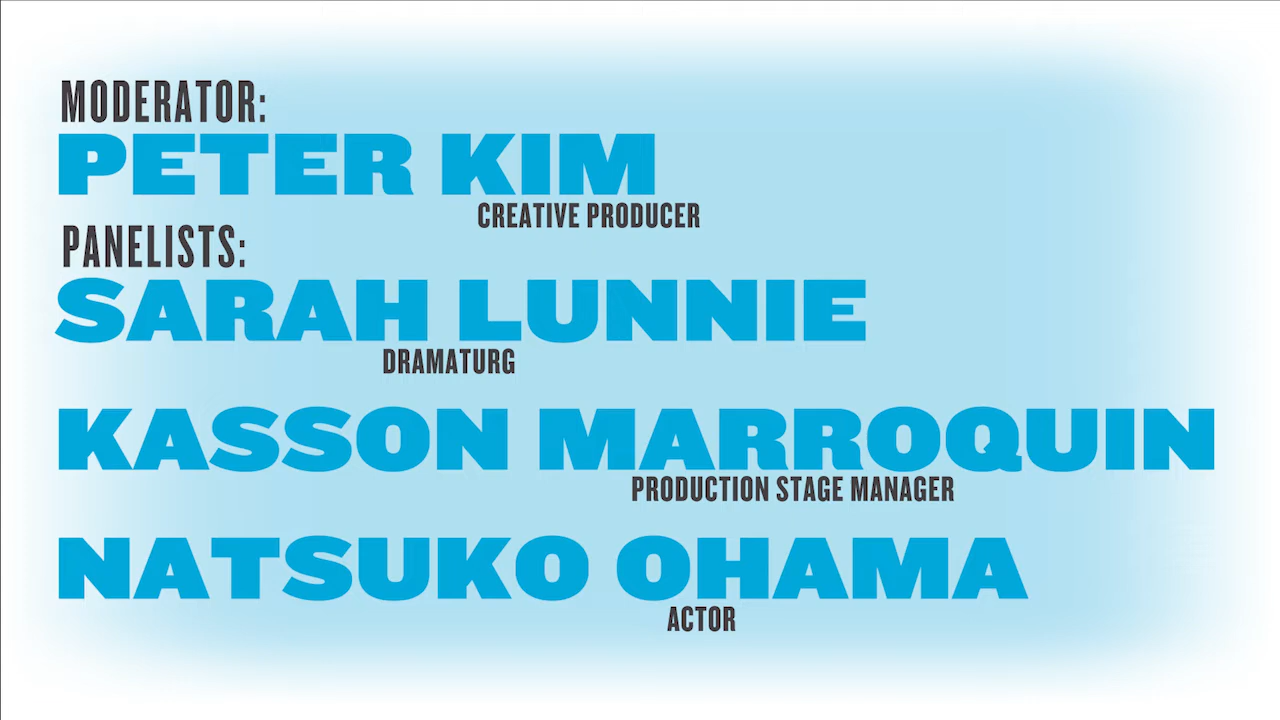 MODERATOR:
PETER KIM
CREATIVE PRODUCER
PANELISTS:
SARAH LUNNIE
DRAMATURG
KASSON MARROQUIN
PRODUCTION STAGE MANAGER
NATSUKO OHAMA
ACTOR